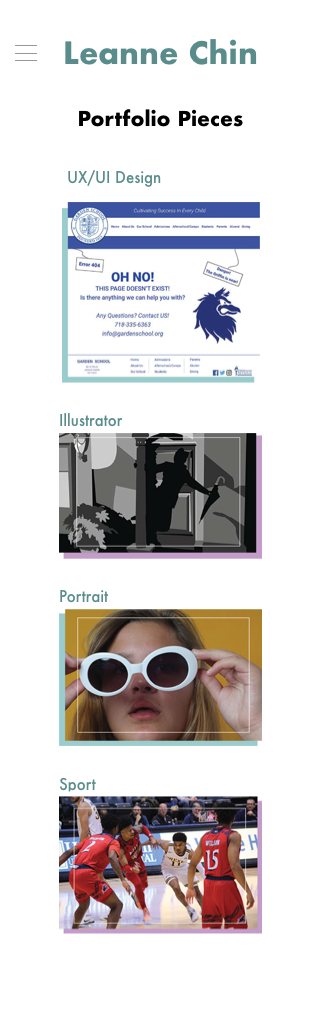 Leanne Chin
Portfolio Pieces
UX/UI Design
Cultivating Success In Every Child
Home About Us Our School Admissions Afterschool/Camps Students Parents Alumni Giving
Error 404
Danger!
The Griffin is near!
OH NO!
THIS PAGE DOESN'T EXIST!
Is there anything we can help you with?
Any Questions? Contact US!
718-335-6363
info@gardenschool.org
GARDEN SCHOOL
Home
About Us
Our School
Admissions
Afterschool/Camps
Students
Parents
Alumni
Giving
Illustrator
Portrait
Sport
2
15